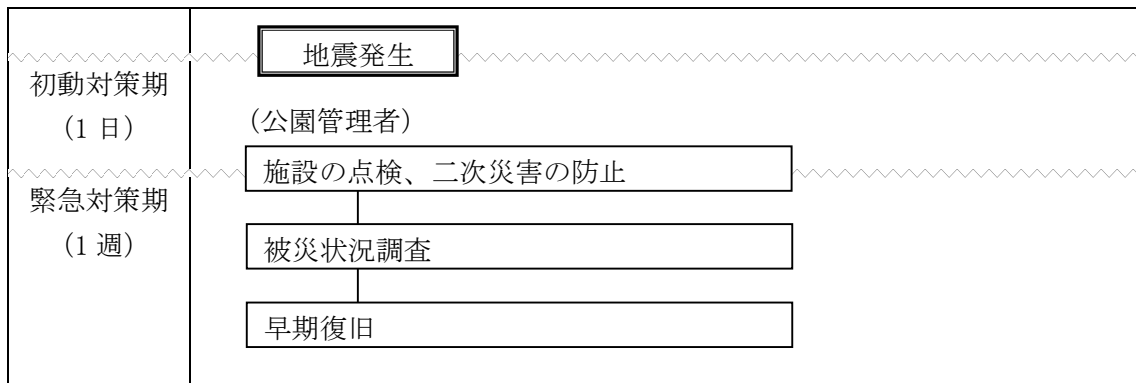 地震発生
初動対策期
（1 日）
（公園管理者）
施設の点検、二次災害の防止
緊急対策期
（1 週）
被災状況調査
早期復旧